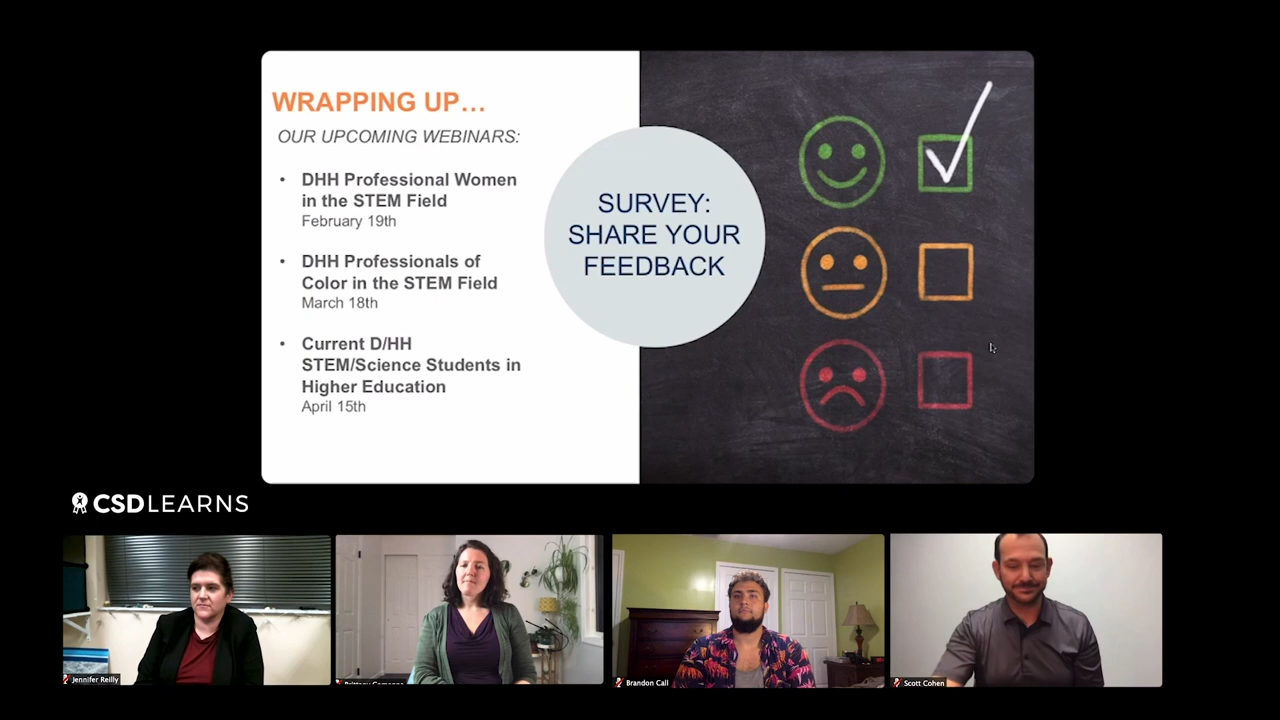 WRAPPING UP...
OUR UPCOMING WEBINARS:
• DHH Professional Women
in the STEM Field
February 19th
• DHH Professionals of
Color in the STEM Field
March 18th
• Current D/HH
STEM/Science Students in
Higher Education
April 15th
SURVEY:
SHARE YOUR
FEEDBACK
CSDLEARNS
Jennifer Reilly
Brandon Call
Scott Cohen